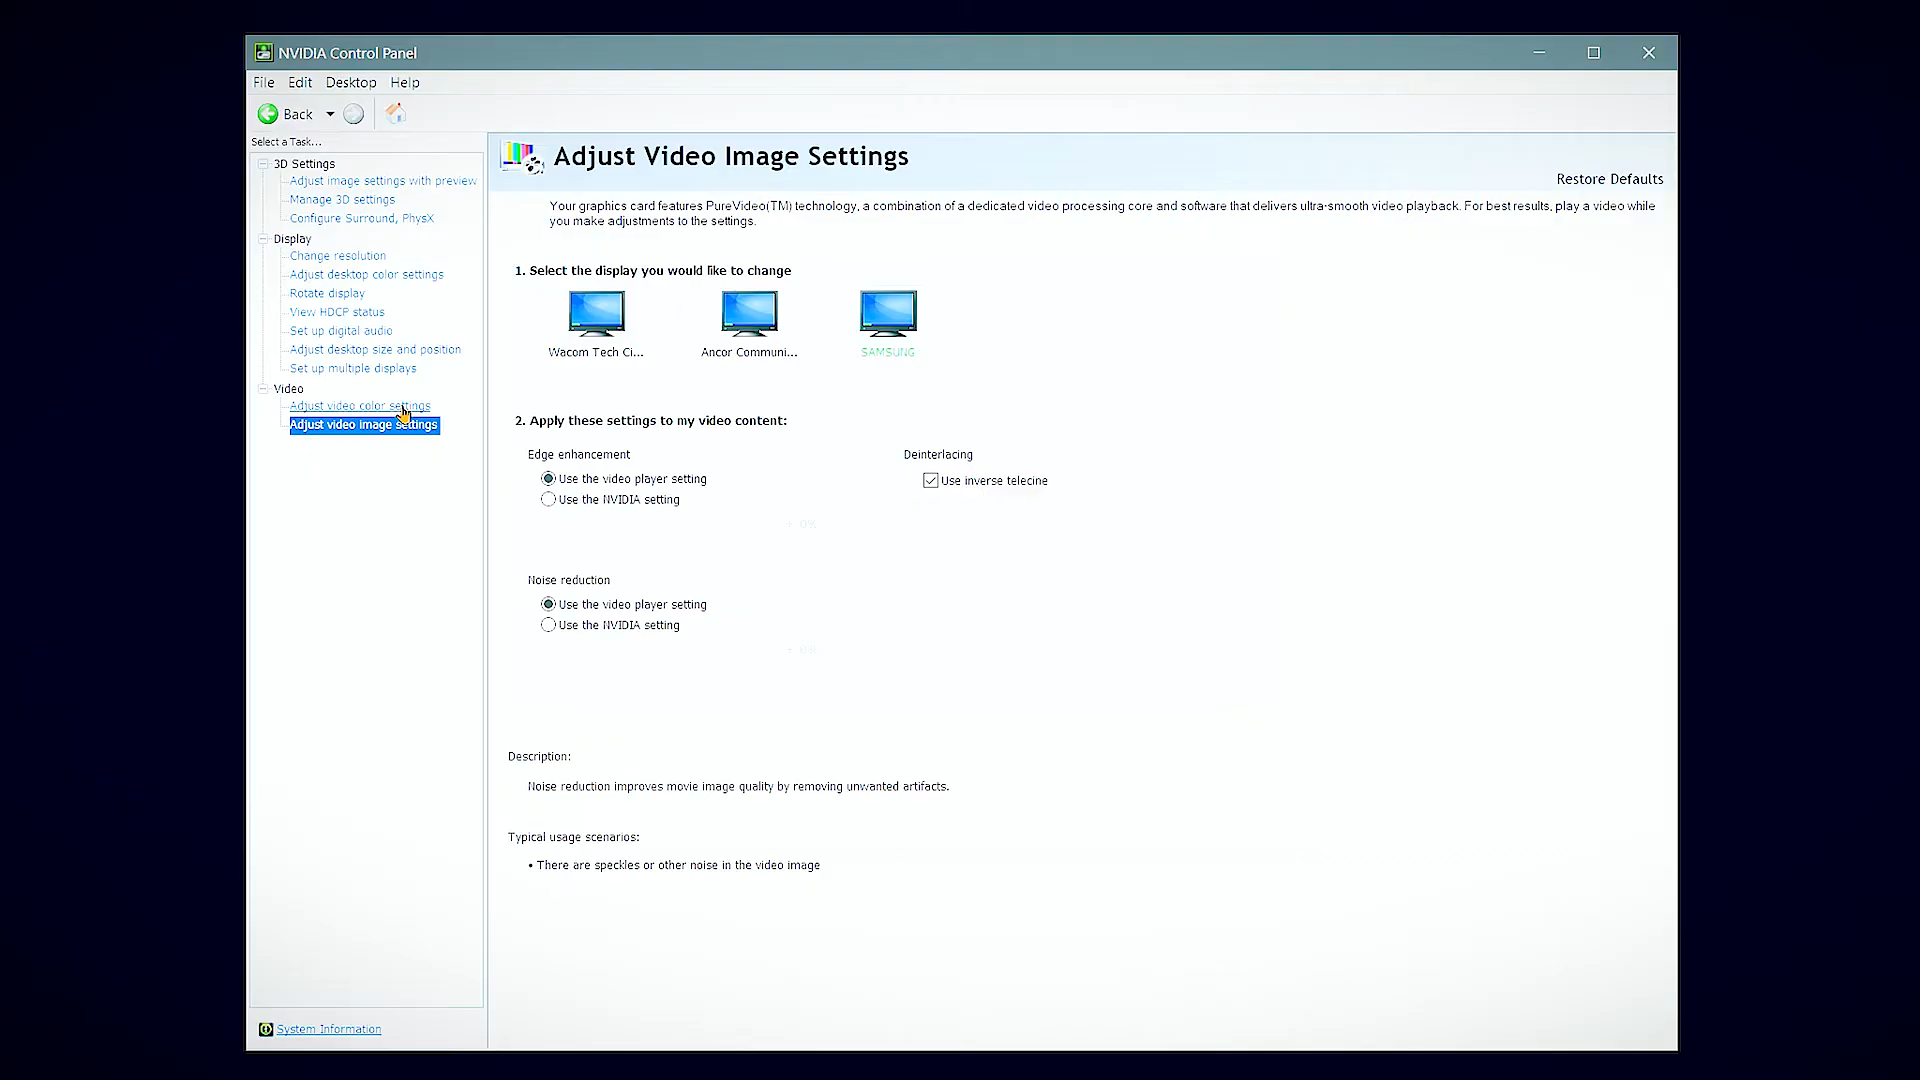 NVIDIA Control Panel
File Edit Desktop Help
Back
Select a Task...
3D Settings
Adjust image settings with preview
Manage 3D settings
Configure Surround, PhysX
Display
Change resolution
Adjust desktop color settings
Rotate display
View HDCP status
Set up digital audio
Adjust desktop size and position
Set up multiple displays
Video
Adjust video color settings
Adjust video image settings
System Information
Adjust Video Image Settings
Restore Defaults
Your graphics card features PureVideo(TM) technology, a combination of a dedicated video processing core and software that delivers ultra-smooth video playback. For best results, play a video while
you make adjustments to the settings.
1. Select the display you would like to change
Wacom Tech Ci... Ancor Communi... SAMSUNG
2. Apply these settings to my video content:
Edge enhancement
Use the video player setting
Use the NVIDIA setting
+ 0%
Deinterlacing
Use inverse telecine
Noise reduction
Use the video player setting
Use the NVIDIA setting
+ 0%
Description:
Noise reduction improves movie image quality by removing unwanted artifacts.
Typical usage scenarios:
• There are speckles or other noise in the video image